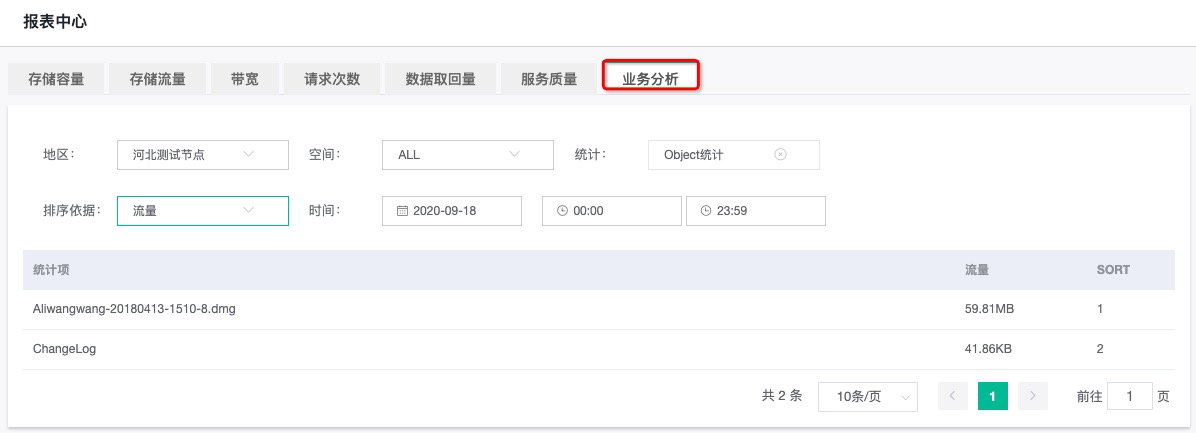 报表中心
存储容量 存储流量 带宽 请求次数 数据取回量 服务质量 业务分析
地区： 河北测试节点 空间： ALL 统计： Object统计
排序依据： 流量 时间： 2020-09-18 00:00 23:59
统计项 流量 SORT
Aliwangwang-20180413-1510-8.dmg 59.81MB 1
ChangeLog 41.86KB 2
共 2 条 10条/页 1 前往 1 页